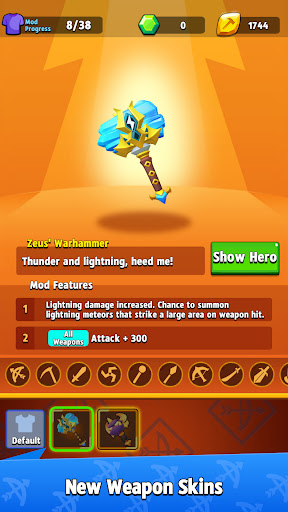 Mod
Progress
8/38
0
1744
Zeus' Warhammer
Thunder and lightning, heed me!
Show Hero
Mod Features
1 Lightning damage increased. Chance to summon
lightning meteors that strike a large area on weapon hit.
2 All
Weapons Attack + 300
Default
New Weapon Skins